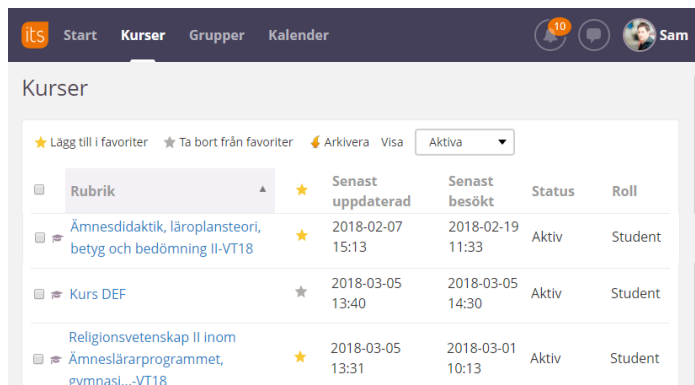 its Start Kurser Grupper Kalender 10 Sam
Kurser
Lägg till i favoriter Ta bort från favoriter Arkivera Visa Aktiva
Rubrik Senast uppdaterad Senast besökt Status Roll
Ämnesdidaktik, läroplansteori,
betyg och bedömning II-VT18
2018-02-07
15:13
2018-02-19
11:33
Aktiv
Student
Kurs DEF
2018-03-05
13:40
2018-03-05
14:30
Aktiv
Student
Religionsvetenskap II inom
Ämneslärarprogrammet,
gymnasi...-VT18
2018-03-05
13:31
2018-03-01
10:13
Aktiv
Student